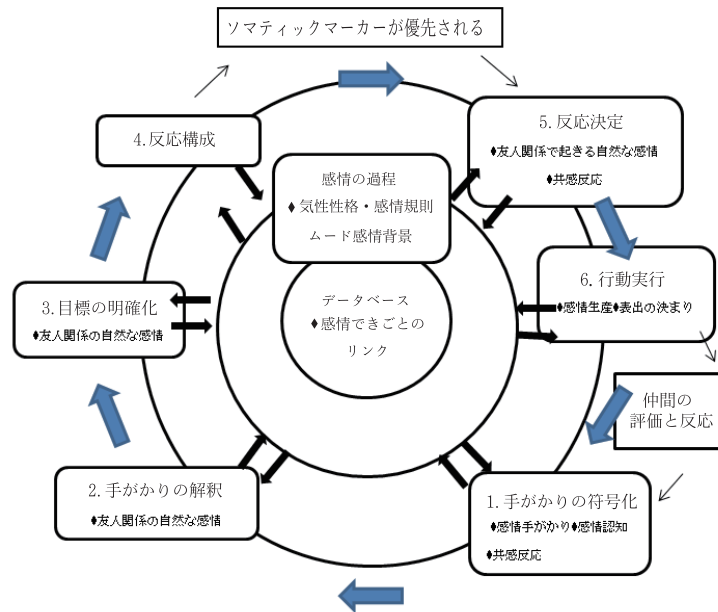 ソマティックマーカーが優先される
4.反応構成
5.反応決定
♦友人関係で起きる自然な感情
♦共感反応
感情の過程
♦気性性格・感情規則
ムード感情背景
6.行動実行
♦感情生産♦表出の決まり
3.目標の明確化
♦友人関係の自然な感情
データベース
♦感情できごとの
リンク
仲間の
評価と反応
2.手がかりの解釈
♦友人関係の自然な感情
1.手がかりの符号化
♦感情手がかり♦感情認知
♦共感反応